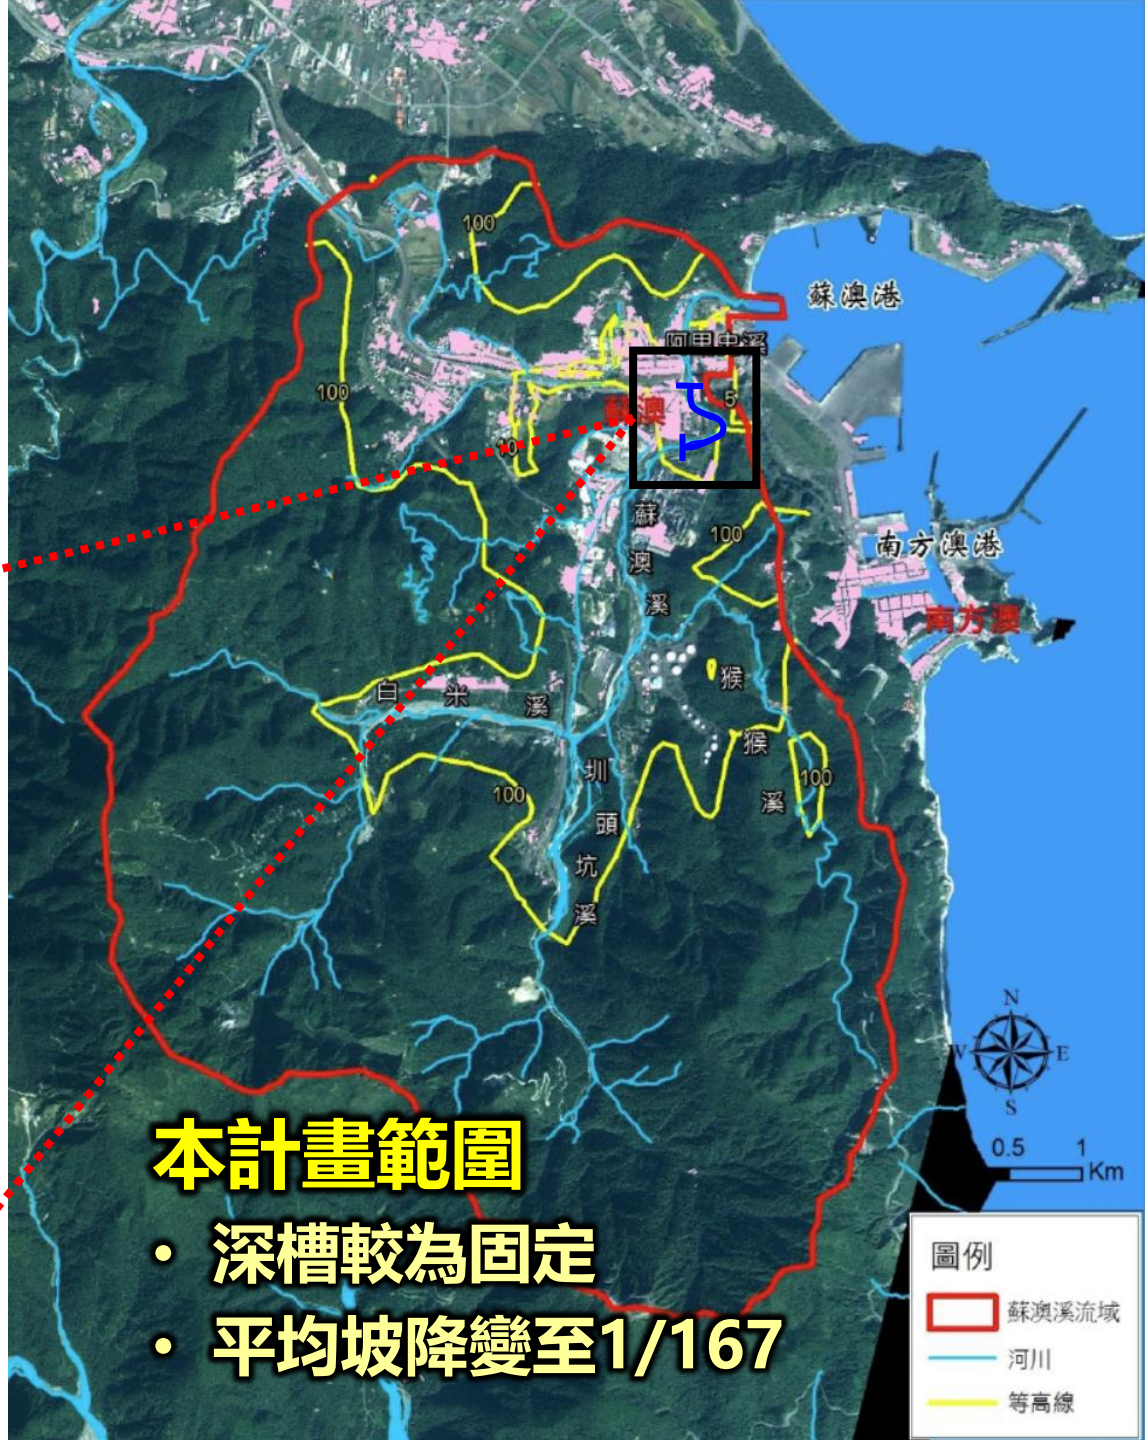 100
蘇澳港
阿里史溪
100
5
蘇澳
10
蘇澳溪
100
南方澳港
南方澳
白米溪
猴猴溪
圳頭坑溪
100
100
N
W
E
S
0.5 1
Km
本計畫範圍
• 深槽較為固定
• 平均坡降變至1/167
圖例
蘇澳溪流域
河川
等高線